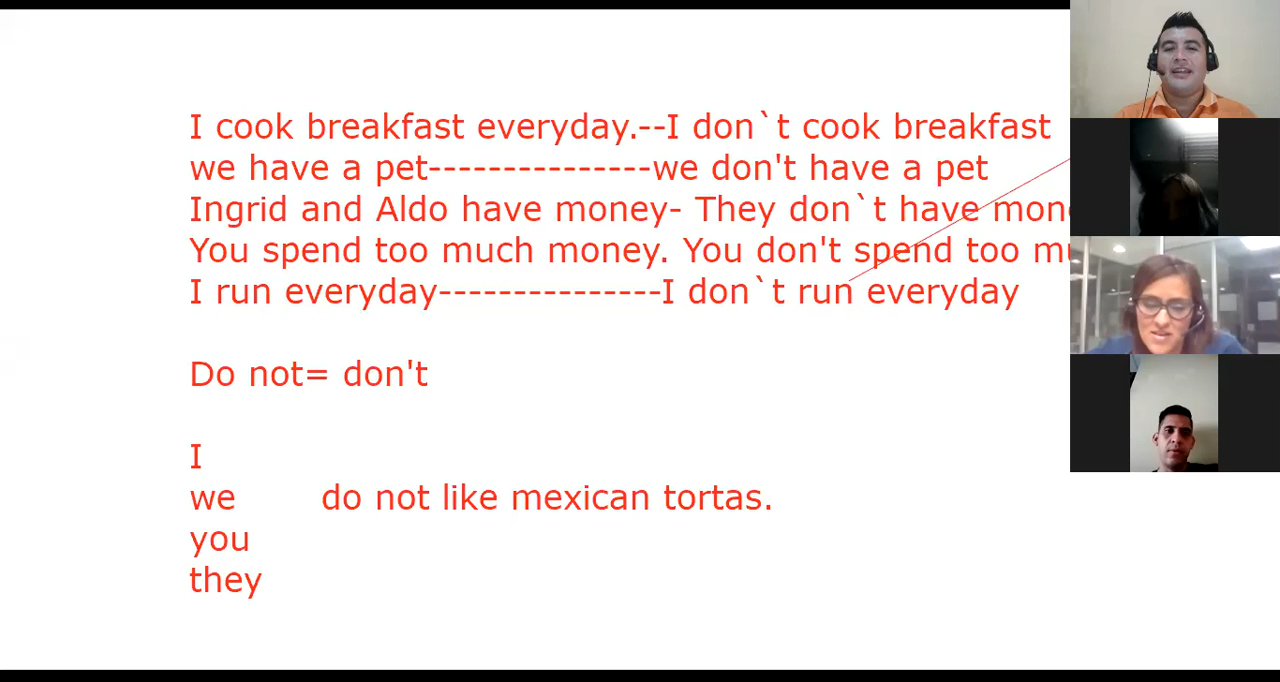 I cook breakfast everyday.--I don`t cook breakfast
we have a pet---------------we don't have a pet
Ingrid and Aldo have money- They don`t have
You spend too much money. You don't spend too
I run everyday---------------I don`t run everyday
Do not= don't
I
we do not like mexican tortas.
you
they